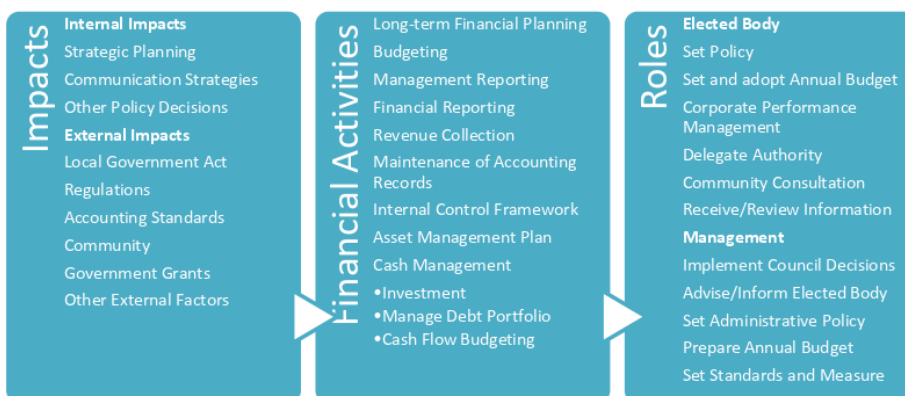 Impacts
Internal Impacts
Strategic Planning
Communication Strategies
Other Policy Decisions
External Impacts
Local Government Act
Regulations
Accounting Standards
Community
Government Grants
Other External Factors
Financial Activities
Long-term Financial Planning
Budgeting
Management Reporting
Financial Reporting
Revenue Collection
Maintenance of Accounting
Records
Internal Control Framework
Asset Management Plan
Cash Management
•Investment
•Manage Debt Portfolio
•Cash Flow Budgeting
Roles
Elected Body
Set Policy
Set and adopt Annual Budget
Corporate Performance
Management
Delegate Authority
Community Consultation
Receive/Review Information
Management
Implement Council Decisions
Advise/Inform Elected Body
Set Administrative Policy
Prepare Annual Budget
Set Standards and Measure